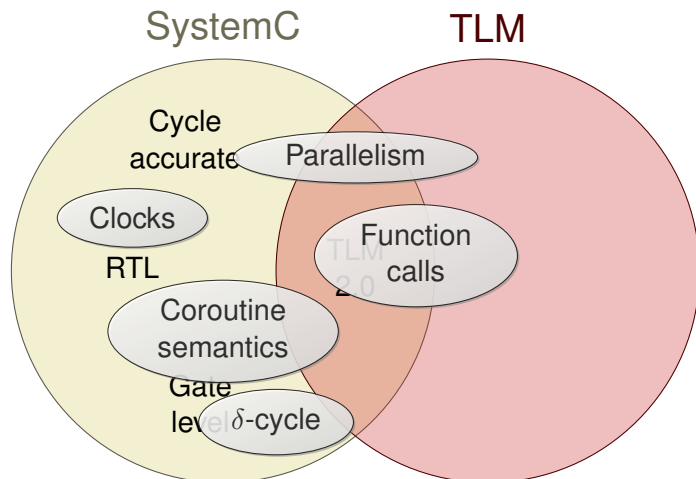 SystemC
TLM
Cycle
accurate
Parallelism
Clocks
Function
calls
TLM
2.0
RTL
Coroutine
semantics
Gate
level
δ-cycle